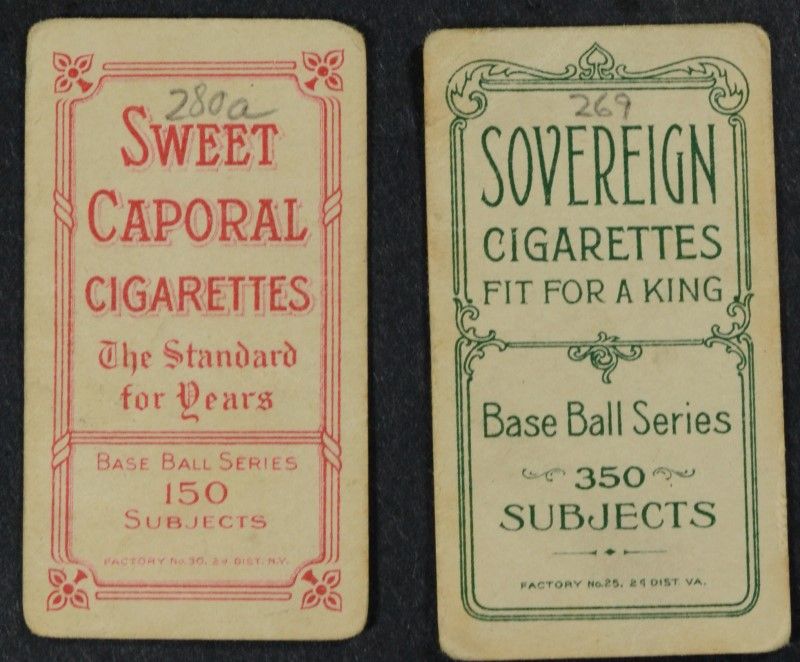 280a
SWEET
CAPORAL
CIGARETTES
The Standard
for Years
BASE BALL SERIES
150
SUBJECTS
FACTORY No. 30, 2d DIST. N.Y.
269
SOVEREIGN
CIGARETTES
FIT FOR A KING
Base Ball Series
350
SUBJECTS
FACTORY No. 25, 2d DIST. VA.